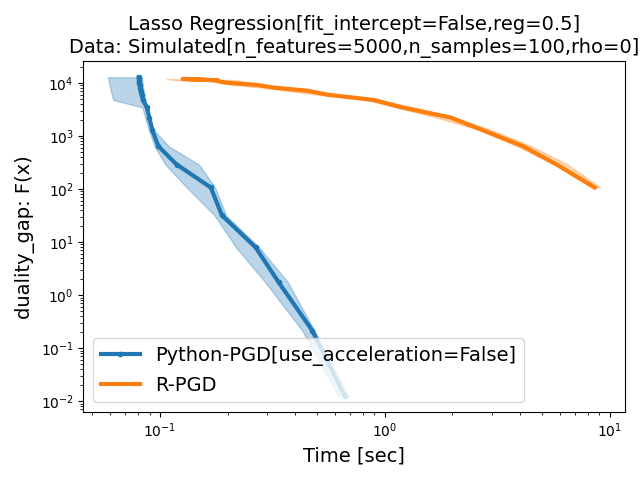 Lasso Regression[fit_intercept=False,reg=0.5]
Data: Simulated[n_features=5000,n_samples=100,rho=0]
duality_gap: F(x)
10⁴
10³
10²
10¹
10⁰
10⁻¹
10⁻²
Python-PGD[use_acceleration=False]
R-PGD
10⁻¹
10⁰
10¹
Time [sec]